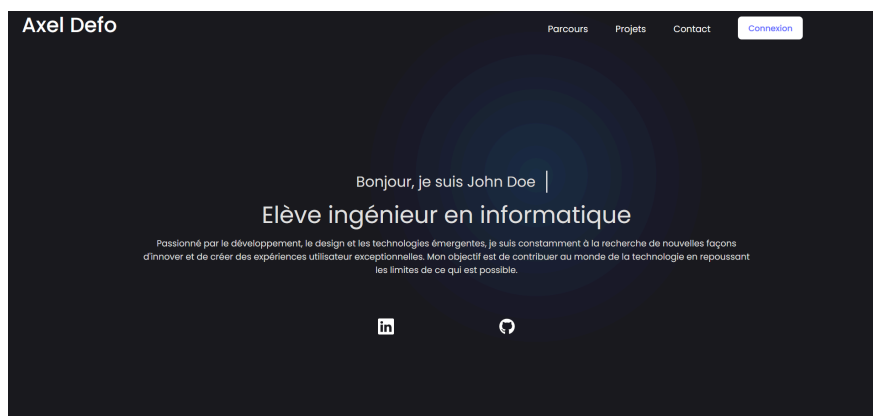 Axel Defo
Parcours Projets Contact Connexion
Bonjour, je suis John Doe
Elève ingénieur en informatique
Passionné par le développement, le design et les technologies émergentes, je suis constamment à la recherche de nouvelles façons
d'innover et de créer des expériences utilisateur exceptionnelles. Mon objectif est de contribuer au monde de la technologie en repoussant
les limites de ce qui est possible.
in